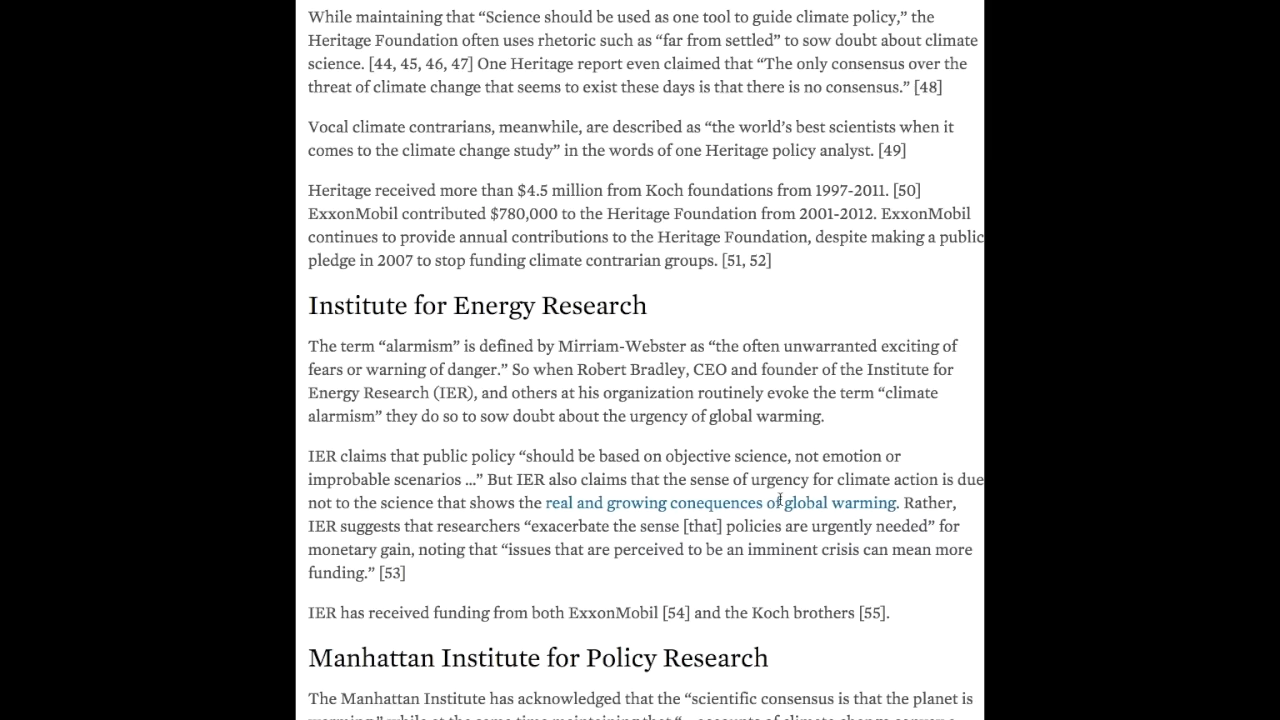 While maintaining that “Science should be used as one tool to guide climate policy,” the
Heritage Foundation often uses rhetoric such as “far from settled” to sow doubt about climate
science. [44, 45, 46, 47] One Heritage report even claimed that “The only consensus over the
threat of climate change that seems to exist these days is that there is no consensus.” [48]
Vocal climate contrarians, meanwhile, are described as “the world’s best scientists when it
comes to the climate change study” in the words of one Heritage policy analyst. [49]
Heritage received more than $4.5 million from Koch foundations from 1997-2011. [50]
ExxonMobil contributed $780,000 to the Heritage Foundation from 2001-2012. ExxonMobil
continues to provide annual contributions to the Heritage Foundation, despite making a public
pledge in 2007 to stop funding climate contrarian groups. [51, 52]
Institute for Energy Research
The term “alarmism” is defined by Mirriam-Webster as “the often unwarranted exciting of
fears or warning of danger.” So when Robert Bradley, CEO and founder of the Institute for
Energy Research (IER), and others at his organization routinely evoke the term “climate
alarmism” they do so to sow doubt about the urgency of global warming.
IER claims that public policy “should be based on objective science, not emotion or
improbable scenarios ...” But IER also claims that the sense of urgency for climate action is due
not to the science that shows the real and growing conequences of global warming. Rather,
IER suggests that researchers “exacerbate the sense [that] policies are urgently needed” for
monetary gain, noting that “issues that are perceived to be an imminent crisis can mean more
funding.” [53]
IER has received funding from both ExxonMobil [54] and the Koch brothers [55].
Manhattan Institute for Policy Research
The Manhattan Institute has acknowledged that the “scientific consensus is that the planet is